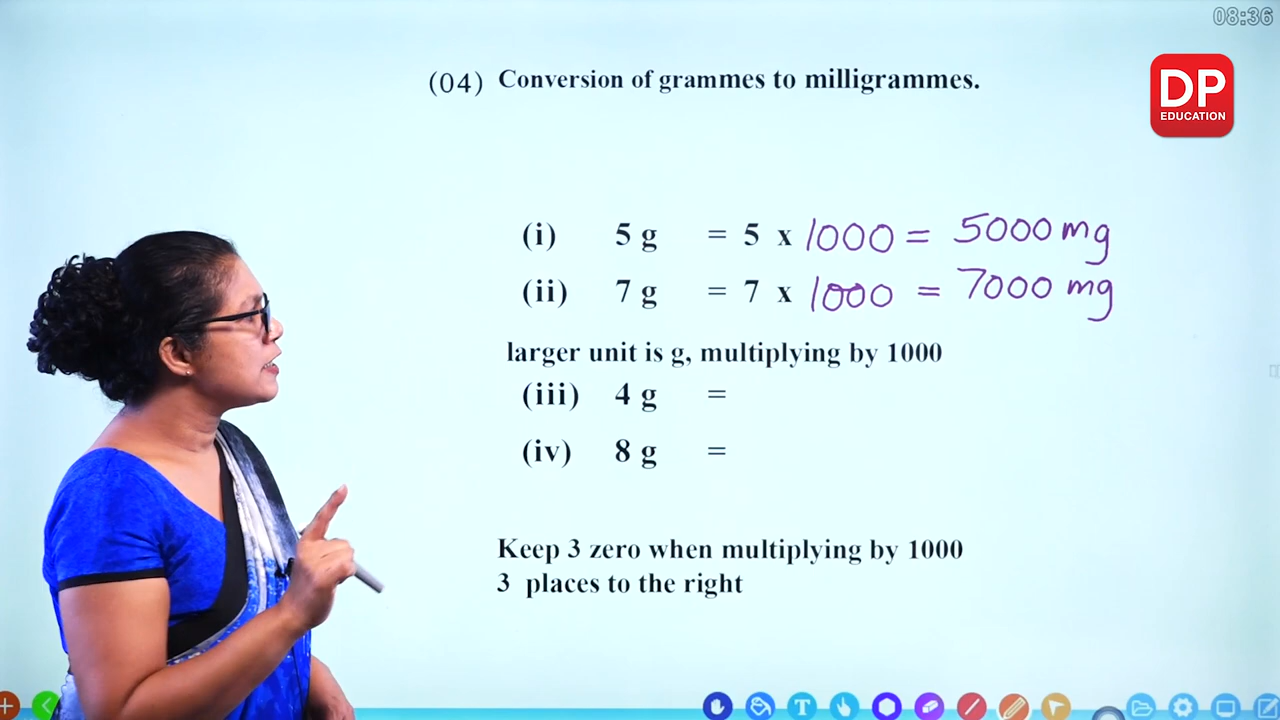 08:36
(04) Conversion of grammes to milligrammes.
DP
EDUCATION
(i) 5 g = 5 x 1000 = 5000 mg
(ii) 7 g = 7 x 1000 = 7000 mg
larger unit is g, multiplying by 1000
(iii) 4 g =
(iv) 8 g =
Keep 3 zero when multiplying by 1000
3 places to the right
T